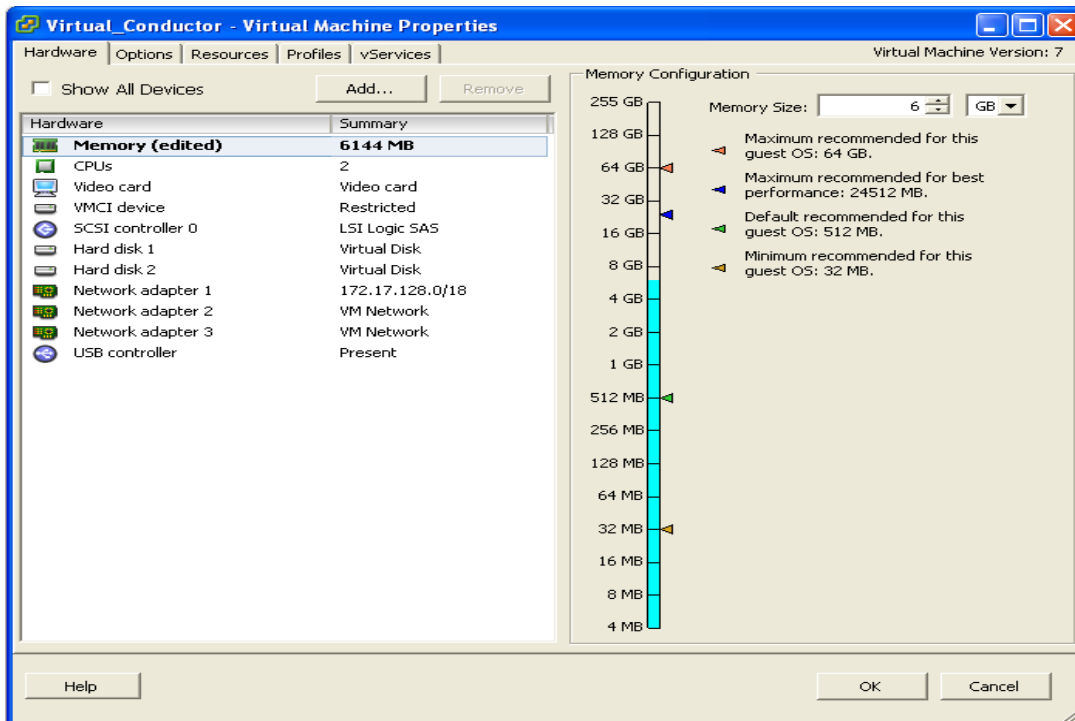 Virtual_Conductor - Virtual Machine Properties
Hardware Options Resources Profiles vServices
Virtual Machine Version: 7
Show All Devices
Add...
Remove
Hardware Summary
Memory (edited) 6144 MB
CPUs 2
Video card Video card
VMCI device Restricted
SCSI controller 0 LSI Logic SAS
Hard disk 1 Virtual Disk
Hard disk 2 Virtual Disk
Network adapter 1 172.17.128.0/18
Network adapter 2 VM Network
Network adapter 3 VM Network
USB controller Present
Memory Configuration
255 GB
128 GB
64 GB
32 GB
16 GB
8 GB
4 GB
2 GB
1 GB
512 MB
256 MB
128 MB
64 MB
32 MB
16 MB
8 MB
4 MB
Memory Size: 6 GB
Maximum recommended for this
guest OS: 64 GB.
Maximum recommended for best
performance: 24512 MB.
Default recommended for this
guest OS: 512 MB.
Minimum recommended for this
guest OS: 32 MB.
Help
OK
Cancel